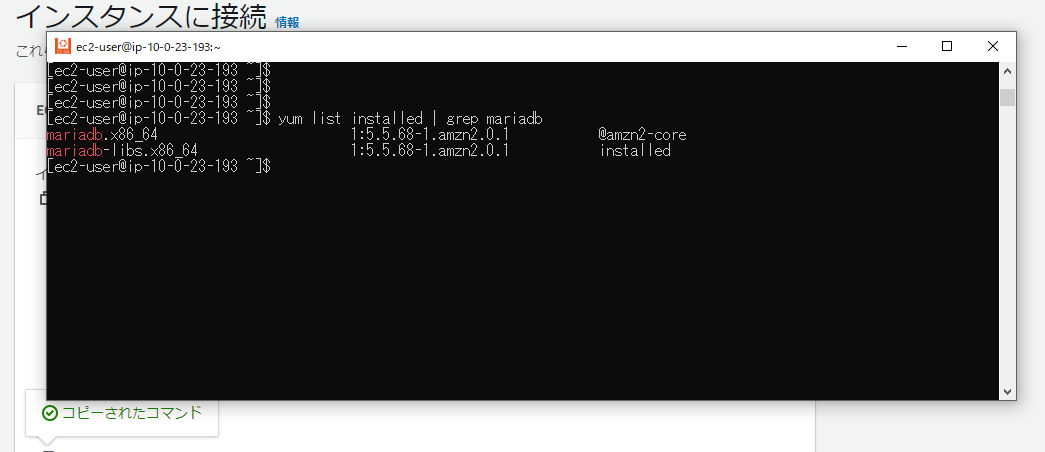 インスタンスに接続 情報
ec2-user@ip-10-0-23-193:~
[ec2-user@ip-10-0-23-193 ~]$
[ec2-user@ip-10-0-23-193 ~]$
[ec2-user@ip-10-0-23-193 ~]$
[ec2-user@ip-10-0-23-193 ~]$ yum list installed | grep mariadb
mariadb.x86_64 1:5.5.68-1.amzn2.0.1 @amzn2-core
mariadb-libs.x86_64 1:5.5.68-1.amzn2.0.1 installed
[ec2-user@ip-10-0-23-193 ~]$
コピーされたコマンド